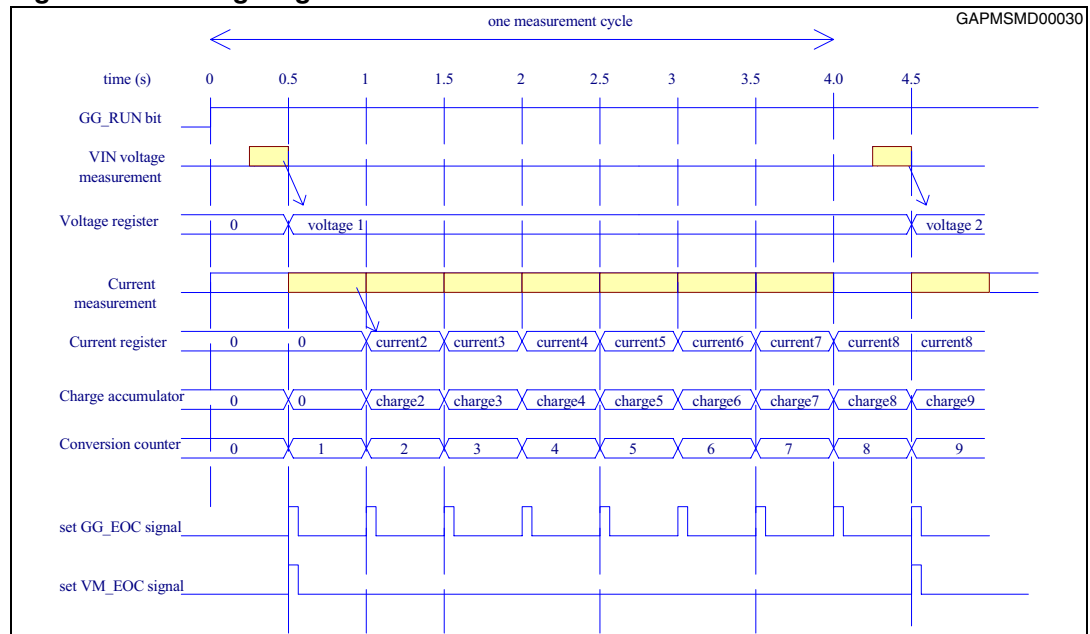 one measurement cycle
GAPMSMD00030
time (s) 0 0.5 1 1.5 2 2.5 3 3.5 4.0 4.5
GG_RUN bit
VIN voltage
measurement
Voltage register 0 voltage 1 voltage 2
Current
measurement
Current register 0 0 current2 current3 current4 current5 current6 current7 current8 current8
Charge accumulator 0 0 charge2 charge3 charge4 charge5 charge6 charge7 charge8 charge9
Conversion counter 0 1 2 3 4 5 6 7 8 9
set GG_EOC signal
set VM_EOC signal